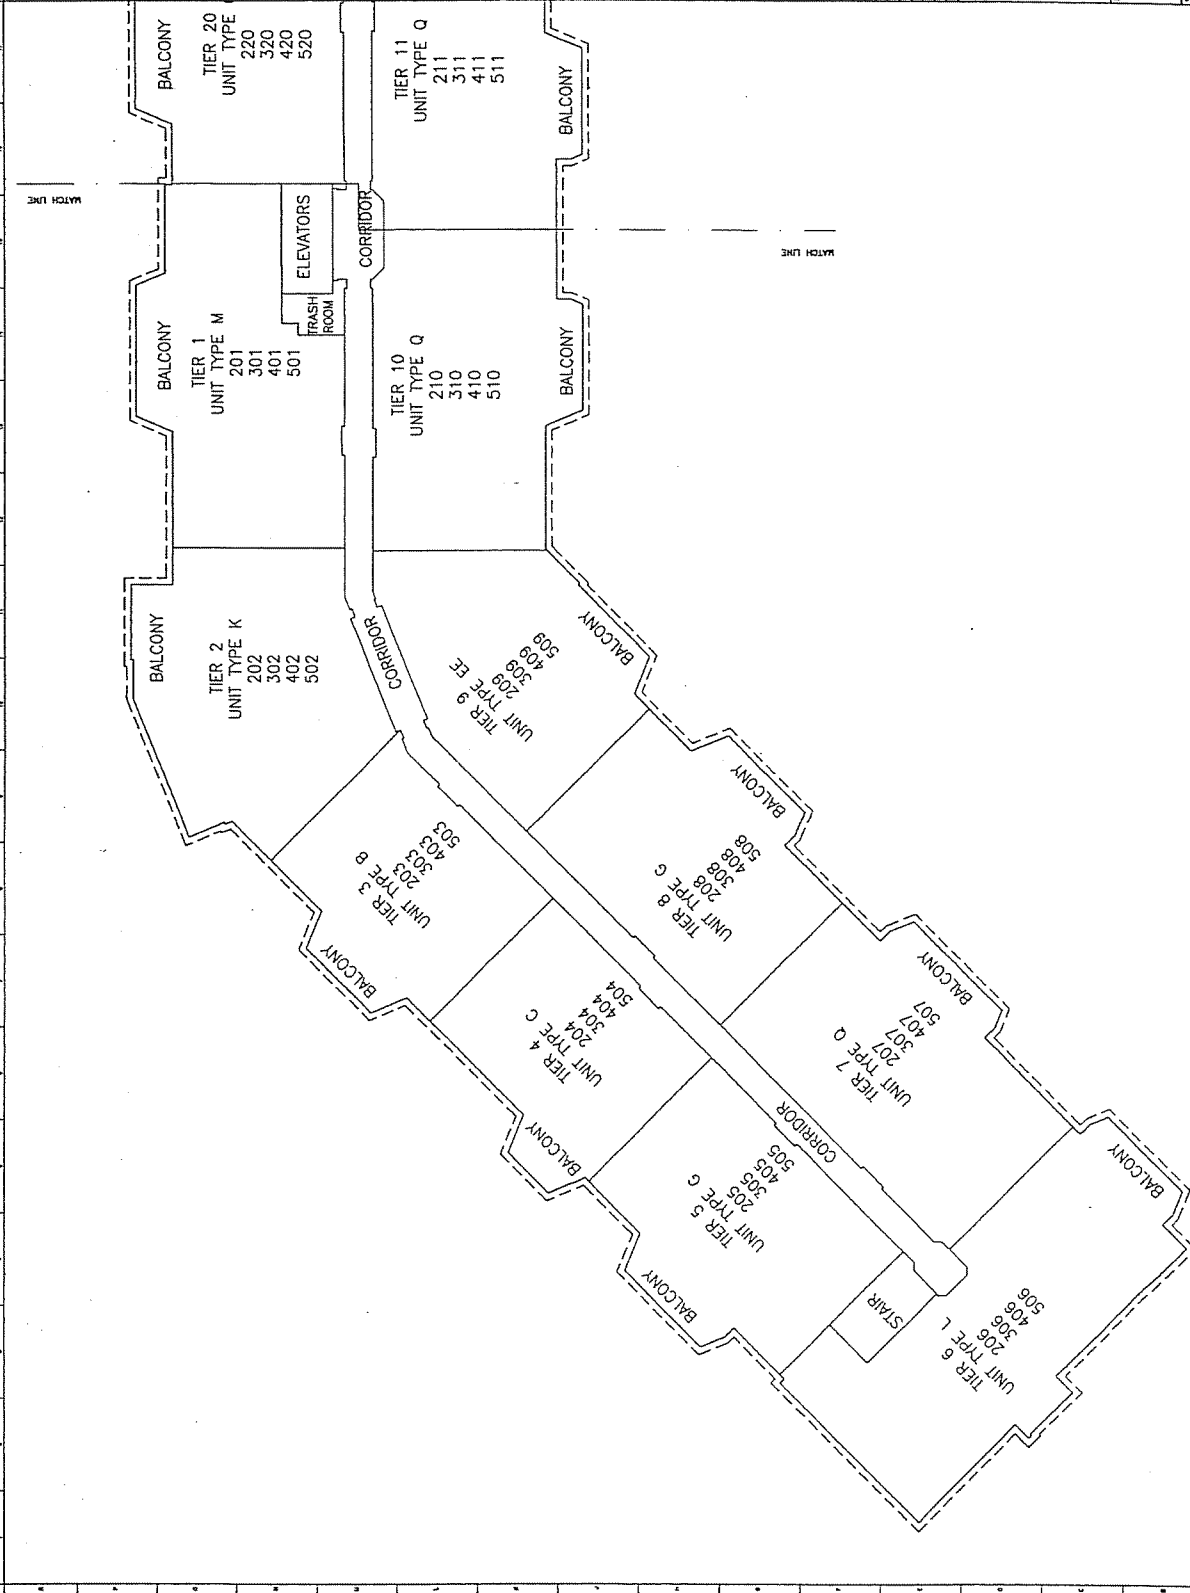 BALCONY
TIER 20
UNIT TYPE
220
320
420
520
TIER 11
UNIT TYPE Q
211
311
411
511
BALCONY
MATCH LINE
ELEVATORS
CORRIDOR
MATCH LINE
TRASH
ROOM
BALCONY
TIER 1
UNIT TYPE M
201
301
401
501
TIER 10
UNIT TYPE Q
210
310
410
510
BALCONY
BALCONY
TIER 2
UNIT TYPE K
202
302
402
502
CORRIDOR
TIER 9
UNIT TYPE EE
209
309
409
509
BALCONY
TIER 3
UNIT TYPE B
203
303
403
503
BALCONY
TIER 8
UNIT TYPE G
208
308
408
508
BALCONY
TIER 4
UNIT TYPE C
204
304
404
504
BALCONY
TIER 7
UNIT TYPE Q
207
307
407
507
BALCONY
CORRIDOR
TIER 5
UNIT TYPE G
205
305
405
505
BALCONY
STAIR
TIER 6
UNIT TYPE L
206
306
406
506
BALCONY